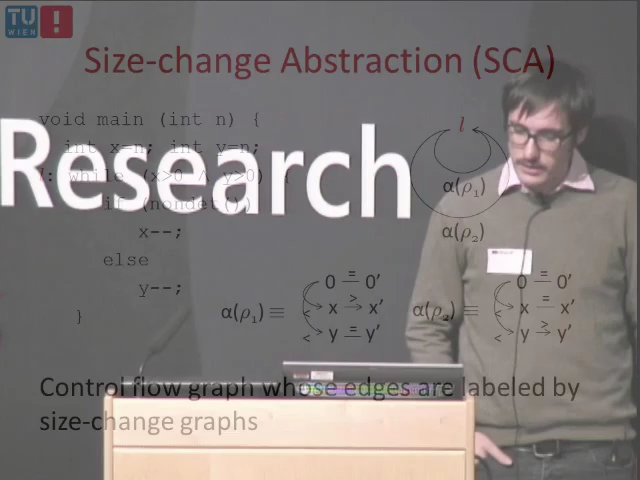 TU
WIEN
Size-change Abstraction (SCA)
void main (int n) {
int x=n; int y=n;
l: while (x>0 ∧ y>0) {
if (nondet())
x--;
else
y--;
}
Research
l
α(ρ₁)
α(ρ₂)
α(ρ₁) ≡
0 = 0′
< x > x′
< y = y′
α(ρ₂) ≡
0 = 0′
< x = x′
< y > y′
Control flow graph whose edges are labeled by
size-change graphs